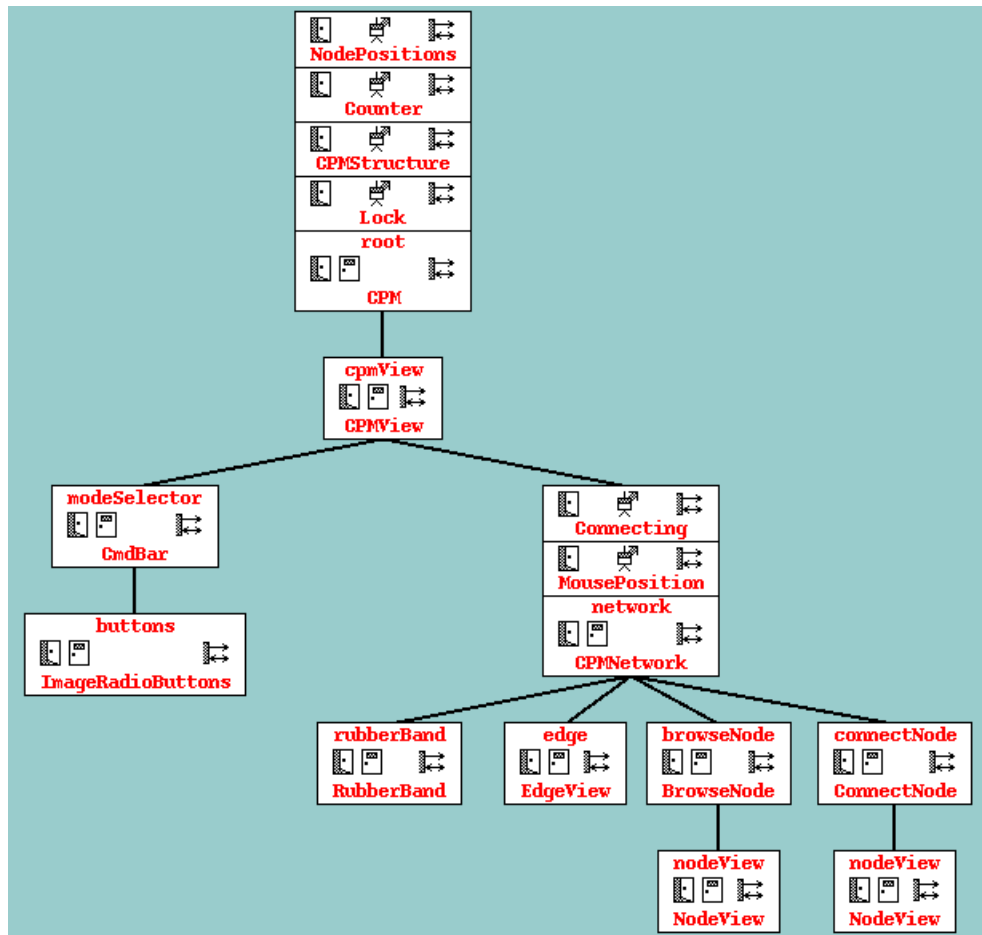 NodePositions
Counter
CPMStructure
Lock
root
CPM
cpmView
CPMView
modeSelector
CmdBar
buttons
ImageRadioButtons
Connecting
MousePosition
network
CPMNetwork
rubberBand
RubberBand
edge
EdgeView
browseNode
BrowseNode
connectNode
ConnectNode
nodeView
NodeView
nodeView
NodeView